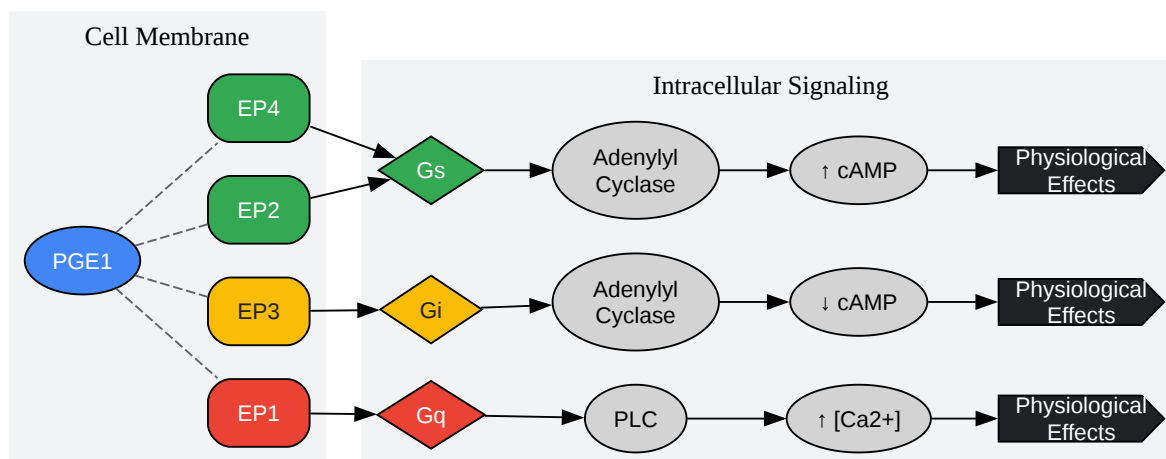 Cell Membrane
Intracellular Signaling
EP4
Gs
Adenylyl
Cyclase
↑ cAMP
Physiological
Effects
EP2
PGE1
EP3
Gi
Adenylyl
Cyclase
↓ cAMP
Physiological
Effects
EP1
Gq
PLC
↑ [Ca2+]
Physiological
Effects